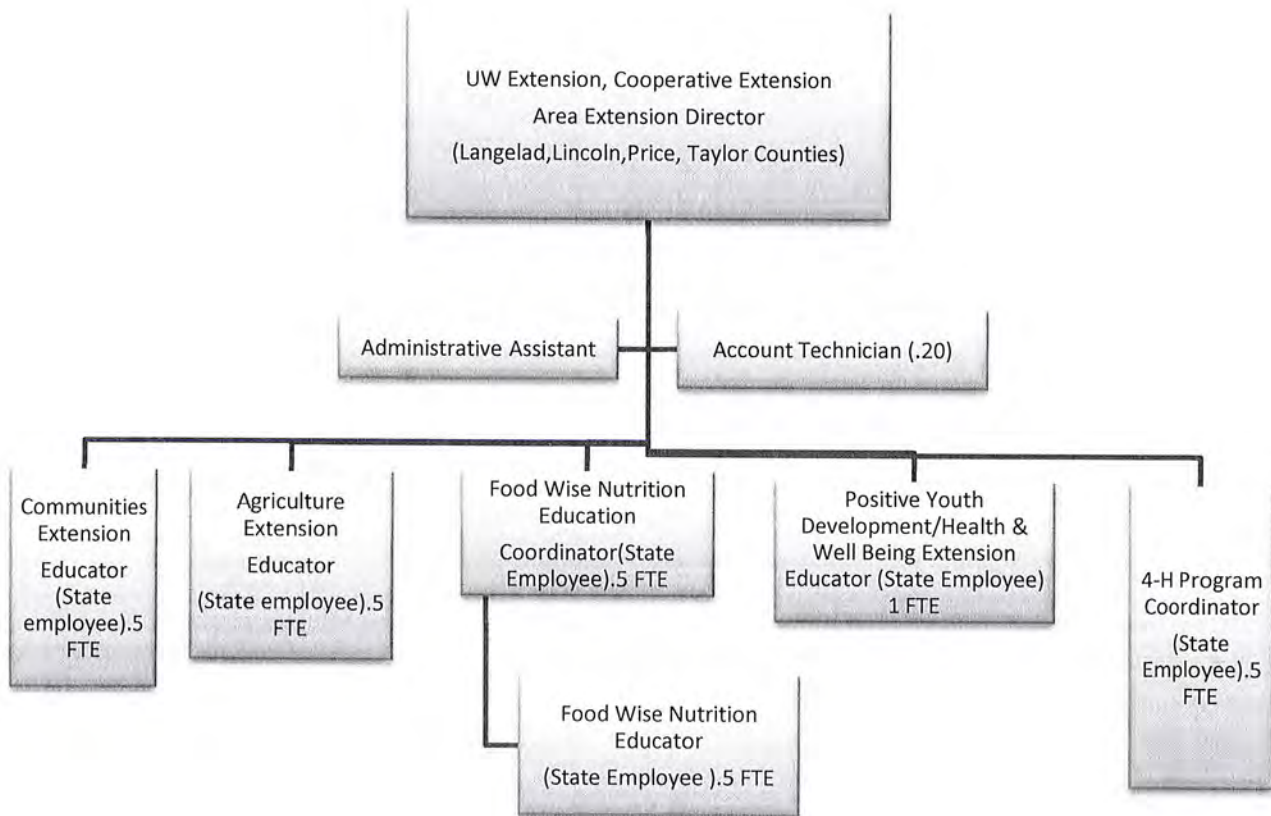 UW Extension, Cooperative Extension
Area Extension Director
(Langelad,Lincoln,Price, Taylor Counties)
Administrative Assistant
Account Technician (.20)
Communities
Extension
Educator
(State
employee).5
FTE
Agriculture
Extension
Educator
(State employee).5
FTE
Food Wise Nutrition
Education
Coordinator(State
Employee).5 FTE
Positive Youth
Development/Health &
Well Being Extension
Educator (State Employee)
1 FTE
4-H Program
Coordinator
(State
Employee).5
FTE
Food Wise Nutrition
Educator
(State Employee ).5 FTE